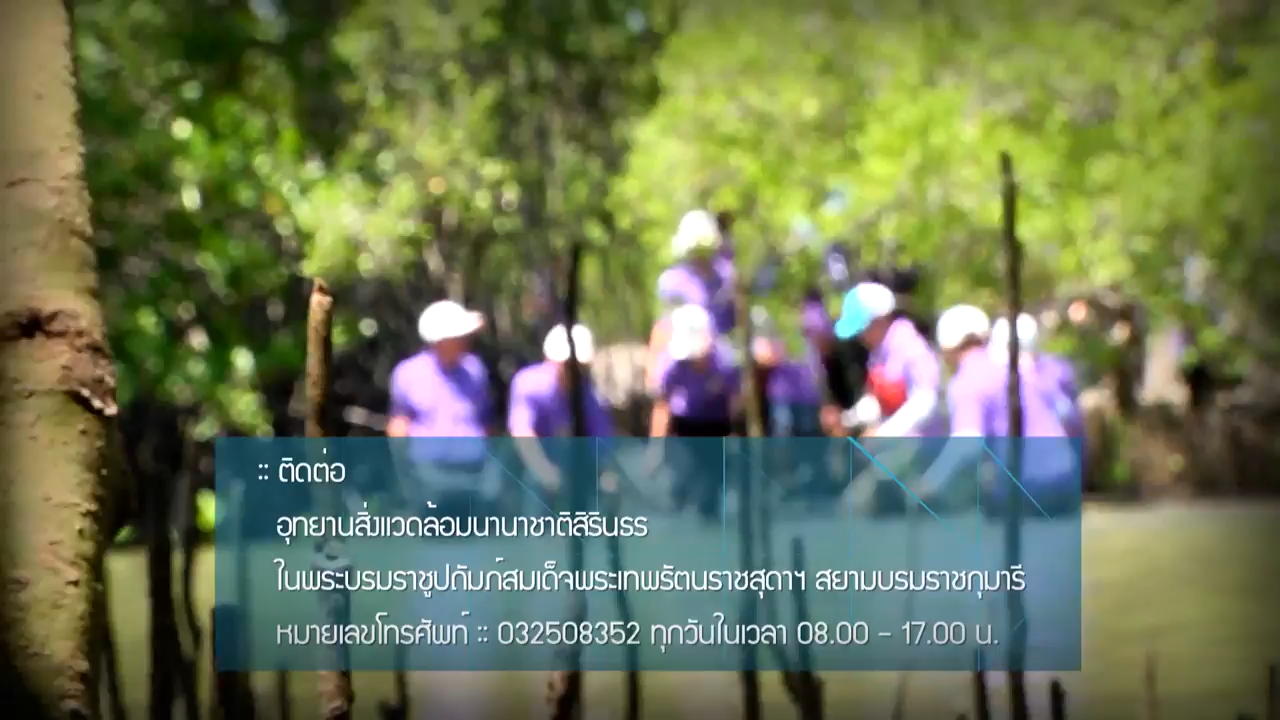 :: ติดต่อ
อุทยานสิ่งแวดล้อมนานาชาติสิรินธร
ในพระบรมราชูปถัมภ์สมเด็จพระเทพรัตนราชสุดาฯ สยามบรมราชกุมารี
หมายเลขโทรศัพท์ :: 032508352 ทุกวันในเวลา 08.00 - 17.00 น.